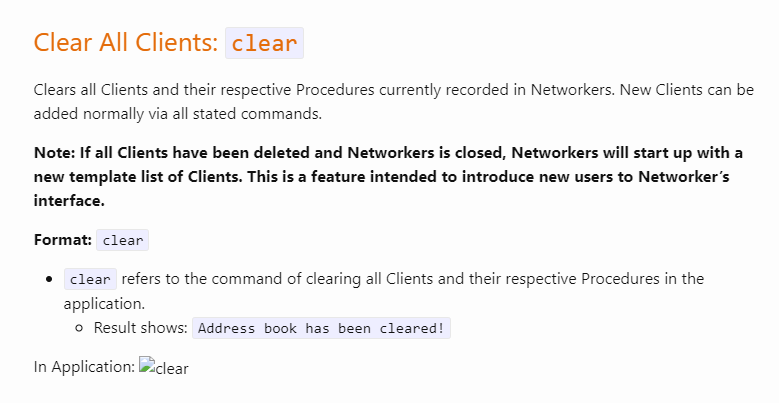 Clear All Clients: clear
Clears all Clients and their respective Procedures currently recorded in Networkers. New Clients can be
added normally via all stated commands.
Note: If all Clients have been deleted and Networkers is closed, Networkers will start up with a
new template list of Clients. This is a feature intended to introduce new users to Networker’s
interface.
Format: clear
clear refers to the command of clearing all Clients and their respective Procedures in the
application.
Result shows: Address book has been cleared!
In Application: clear